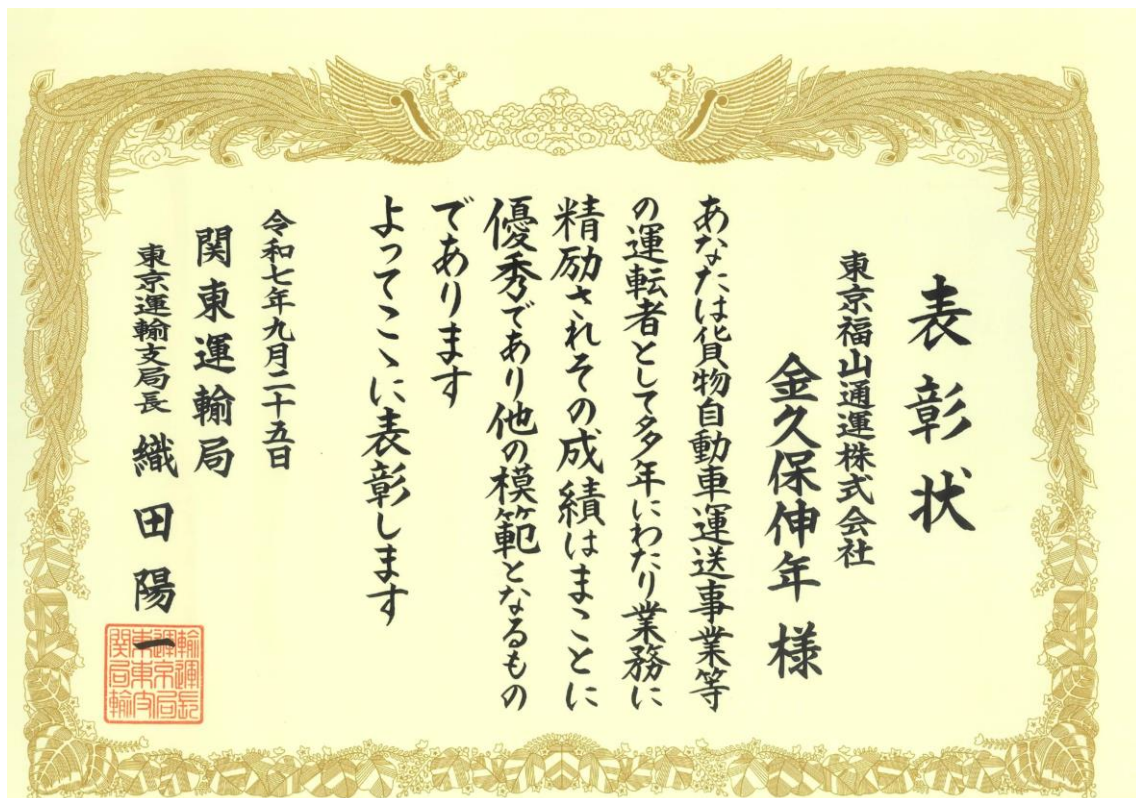 表彰状
東京福山通運株式会社
金久保伸年様
あなたは貨物自動車運送事業等
の運転者として多年にわたり業務に
精励されその成績はまことに
優秀であり他の模範となるもの
であります
よってこゝに表彰します
令和七年九月二十五日
関東運輸局
東京運輸支局長 織田陽一